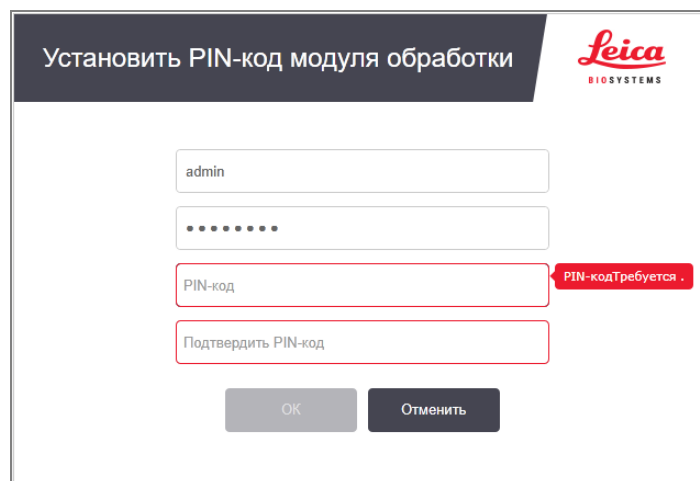 Установить PIN-код модуля обработки
Leica
BIOSYSTEMS
admin
••••••••
PIN-код
PIN-кодТребуется .
Подтвердить PIN-код
OK
Отменить